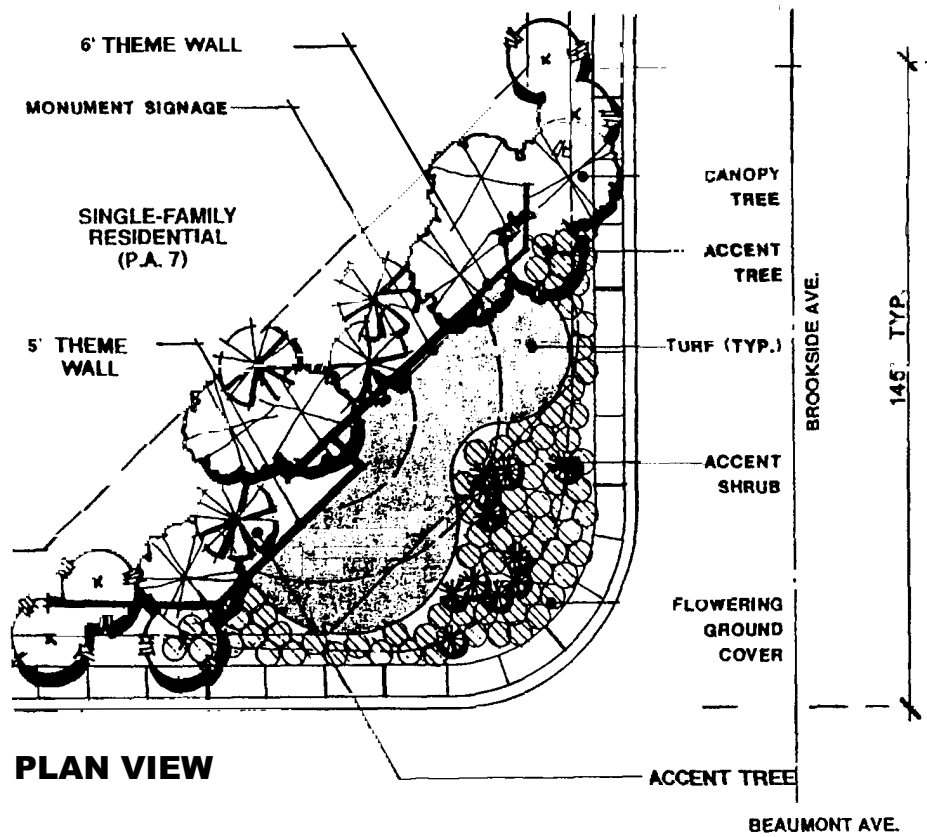 6' THEME WALL
MONUMENT SIGNAGE
SINGLE-FAMILY
RESIDENTIAL
(P.A. 7)
5' THEME
WALL
CANOPY
TREE
ACCENT
TREE
TURF (TYP.)
ACCENT
SHRUB
FLOWERING
GROUND
COVER
BROOKSIDE AVE.
145' TYP.
PLAN VIEW
ACCENT TREE
BEAUMONT AVE.